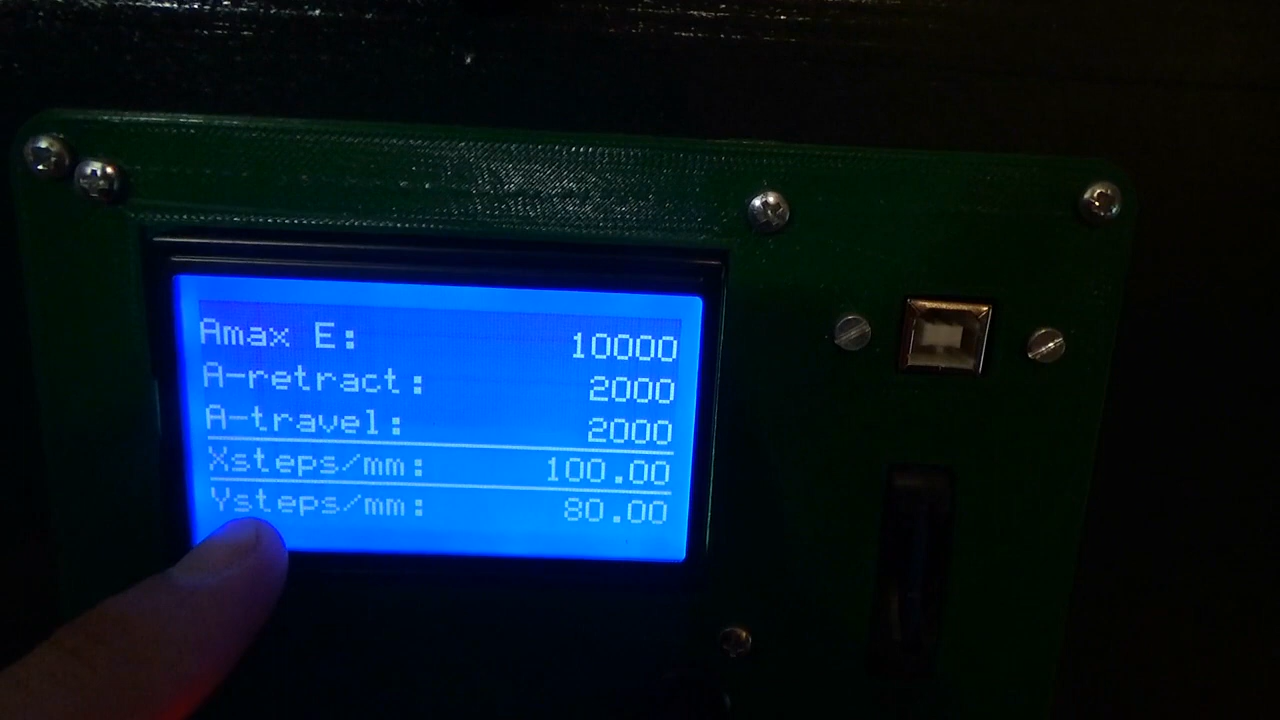 Amax E: 10000
A-retract: 2000
A-travel: 2000
Xsteps/mm: 100.00
Ysteps/mm: 80.00